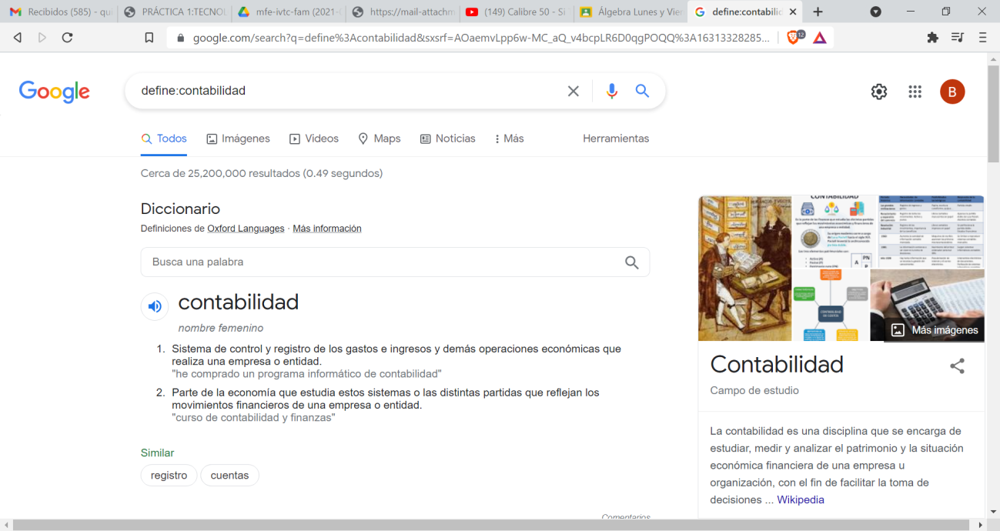 Recibidos (585) - qui
PRÁCTICA 1:TECNOL
mfe-ivtc-fam (2021-
https://mail-attachm
(149) Calibre 50 - Si
Álgebra Lunes y Vier
define:contabilid
google.com/search?q=define%3Acontabilidad&sxsrf=AOaemvLpp6w-MC_aQ_v4bcpLR6D0qgPOQQ%3A16313328285...
12
Google
define:contabilidad
B
Todos
Imágenes
Videos
Maps
Noticias
Más
Herramientas
Cerca de 25,200,000 resultados (0.49 segundos)
Diccionario
Definiciones de Oxford Languages · Más información
Busca una palabra
contabilidad
nombre femenino
1. Sistema de control y registro de los gastos e ingresos y demás operaciones económicas que
realiza una empresa o entidad.
"he comprado un programa informático de contabilidad"
2. Parte de la economía que estudia estos sistemas o las distintas partidas que reflejan los
movimientos financieros de una empresa o entidad.
"curso de contabilidad y finanzas"
Similar
registro
cuentas
Comentarios
CONTABILIDAD
Más imágenes
Contabilidad
Campo de estudio
La contabilidad es una disciplina que se encarga de
estudiar, medir y analizar el patrimonio y la situación
económica financiera de una empresa u
organización, con el fin de facilitar la toma de
decisiones ... Wikipedia